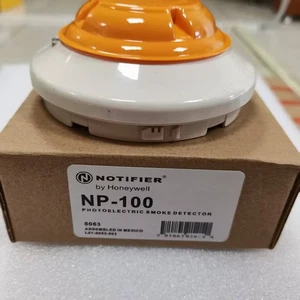 NOTIFIER®
by Honeywell
NP-100
PHOTOELECTRIC SMOKE DETECTOR
ASSEMBLED IN MEXICO